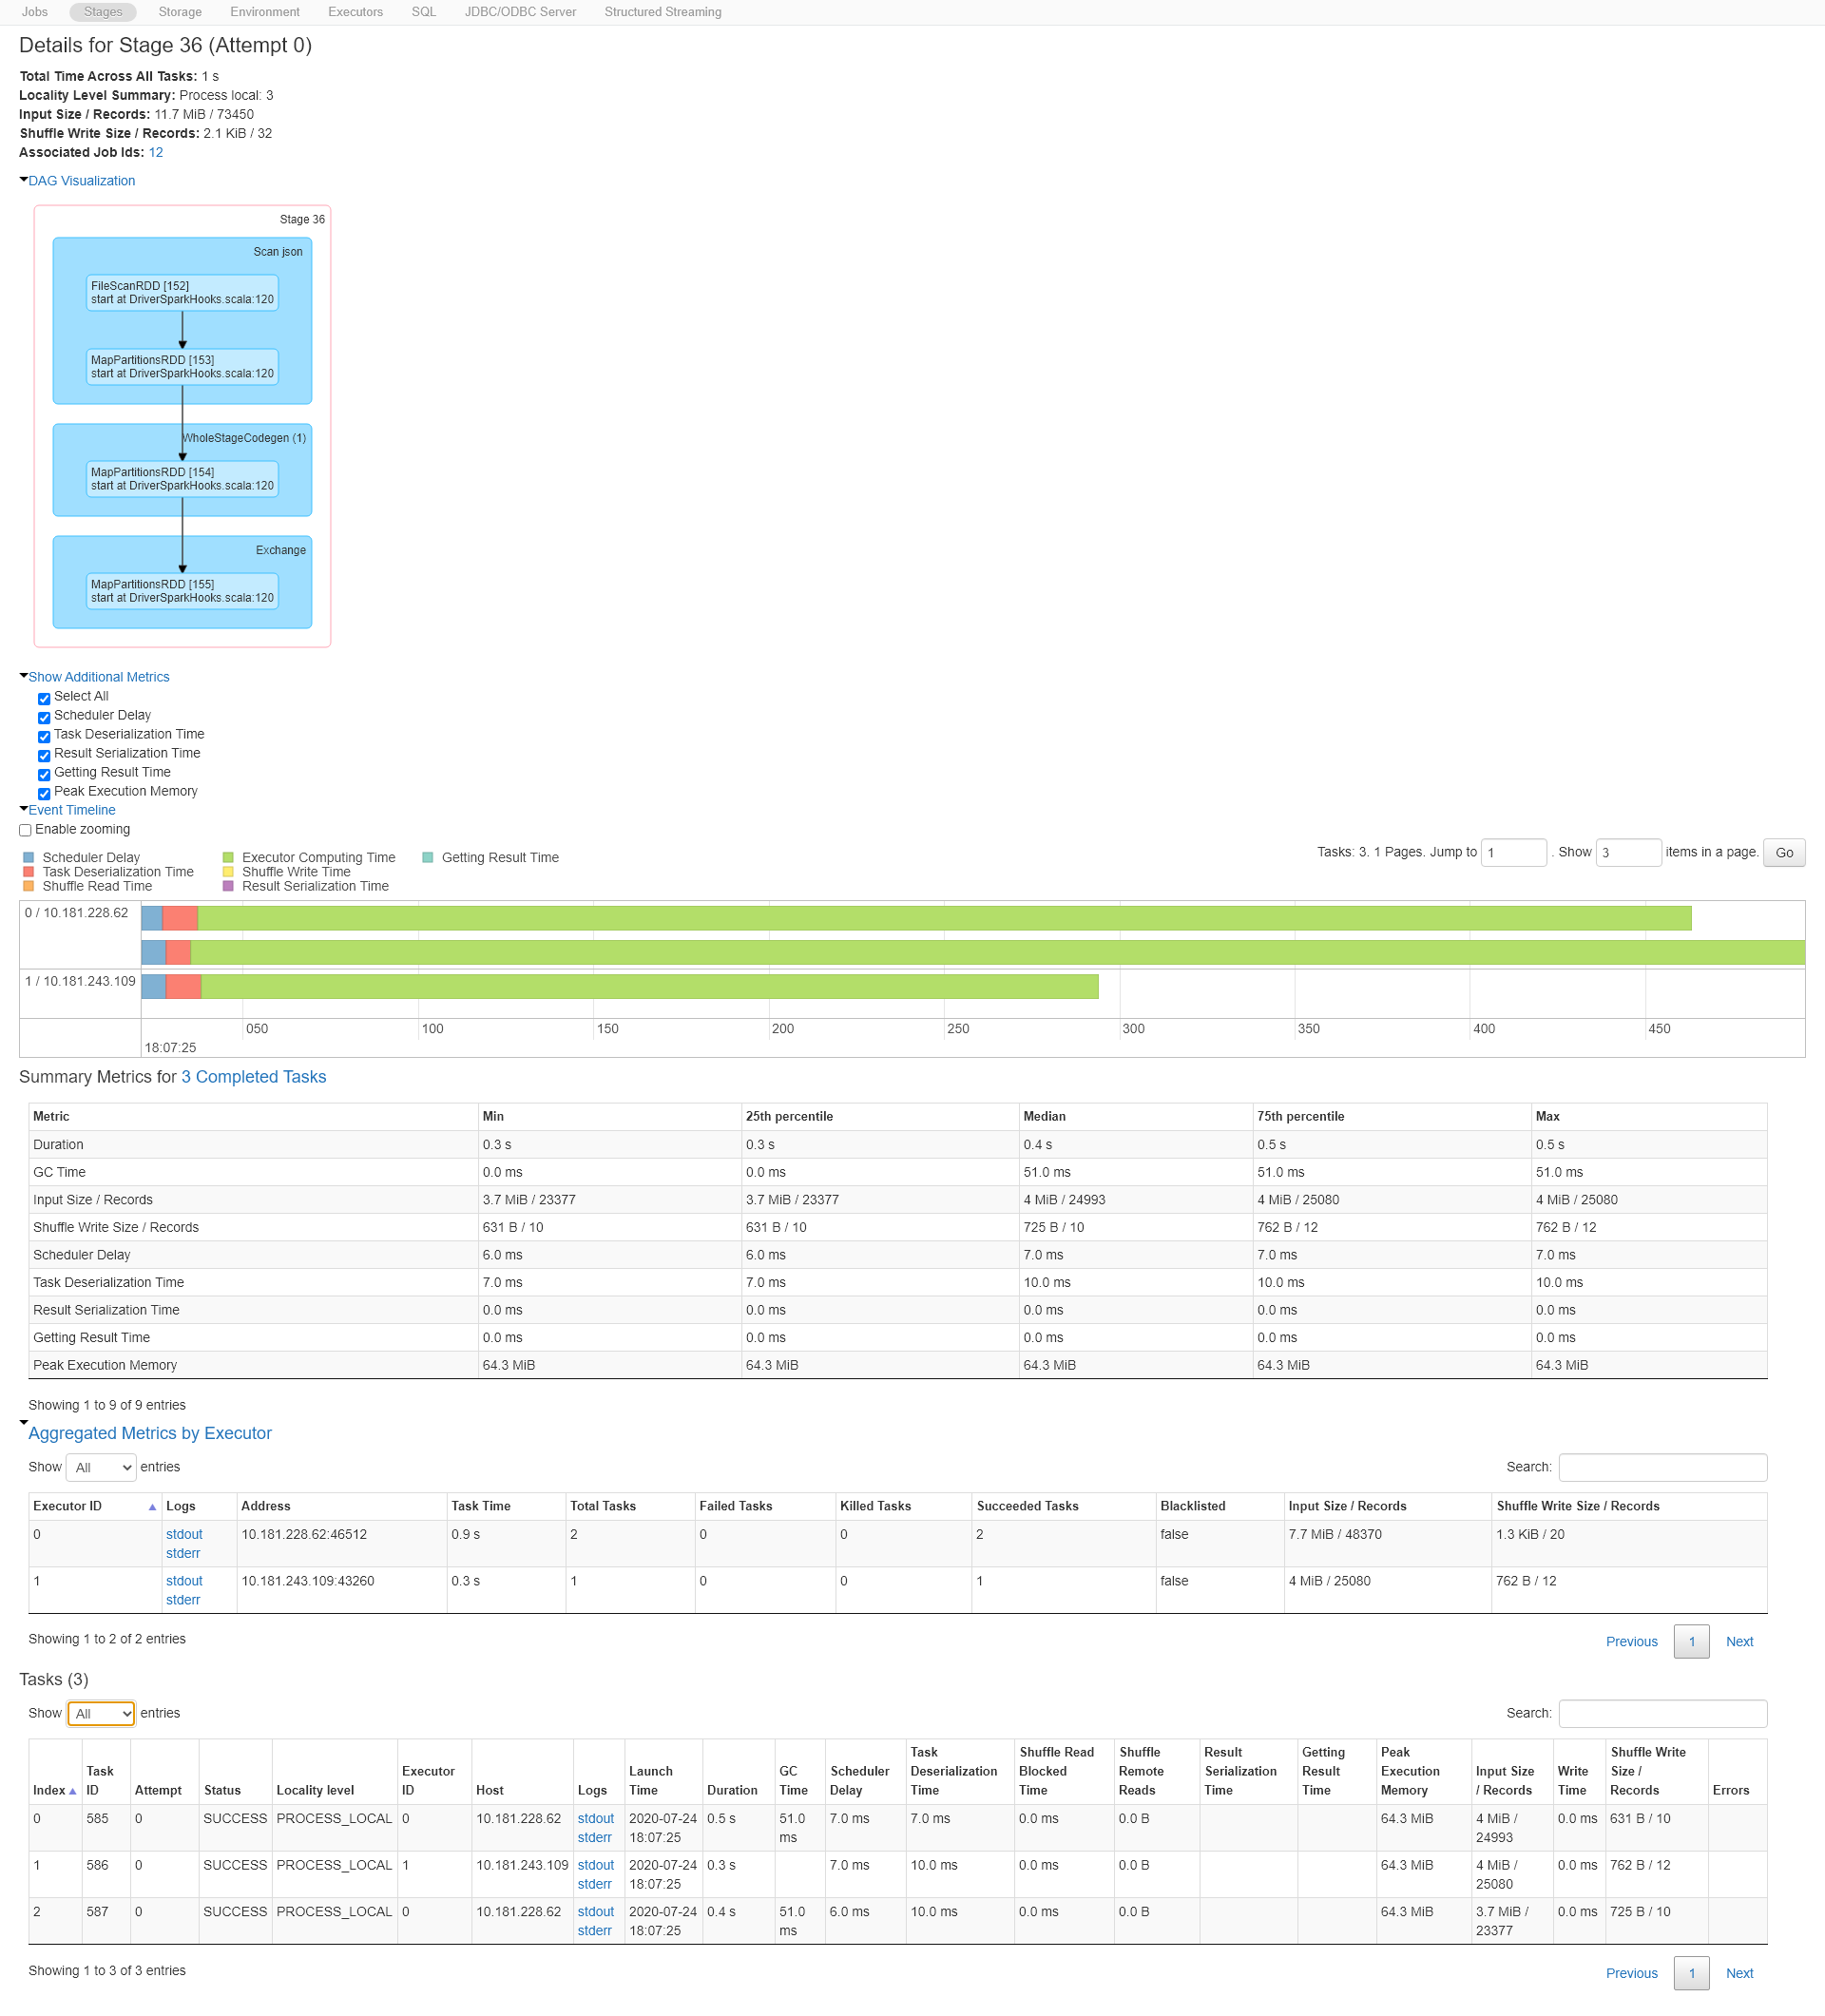 Jobs Stages Storage Environment Executors SQL JDBC/ODBC Server Structured Streaming
Details for Stage 36 (Attempt 0)
Total Time Across All Tasks: 1 s
Locality Level Summary: Process local: 3
Input Size / Records: 11.7 MiB / 73450
Shuffle Write Size / Records: 2.1 KiB / 32
Associated Job Ids: 12
DAG Visualization
Stage 36
Scan json
FileScanRDD [152]
start at DriverSparkHooks.scala:120
MapPartitionsRDD [153]
start at DriverSparkHooks.scala:120
WholeStageCodegen (1)
MapPartitionsRDD [154]
start at DriverSparkHooks.scala:120
Exchange
MapPartitionsRDD [155]
start at DriverSparkHooks.scala:120
Show Additional Metrics
Select All
Scheduler Delay
Task Deserialization Time
Result Serialization Time
Getting Result Time
Peak Execution Memory
Event Timeline
Enable zooming
Tasks: 3. 1 Pages. Jump to 1 . Show 3 items in a page. Go
Scheduler Delay Executor Computing Time Getting Result Time
Task Deserialization Time Shuffle Write Time
Shuffle Read Time Result Serialization Time
0 / 10.181.228.62
1 / 10.181.243.109
050 100 150 200 250 300 350 400 450
18:07:25
Summary Metrics for 3 Completed Tasks
Metric Min 25th percentile Median 75th percentile Max
Duration 0.3 s 0.3 s 0.4 s 0.5 s 0.5 s
GC Time 0.0 ms 0.0 ms 51.0 ms 51.0 ms 51.0 ms
Input Size / Records 3.7 MiB / 23377 3.7 MiB / 23377 4 MiB / 24993 4 MiB / 25080 4 MiB / 25080
Shuffle Write Size / Records 631 B / 10 631 B / 10 725 B / 10 762 B / 12 762 B / 12
Scheduler Delay 6.0 ms 6.0 ms 7.0 ms 7.0 ms 7.0 ms
Task Deserialization Time 7.0 ms 7.0 ms 10.0 ms 10.0 ms 10.0 ms
Result Serialization Time 0.0 ms 0.0 ms 0.0 ms 0.0 ms 0.0 ms
Getting Result Time 0.0 ms 0.0 ms 0.0 ms 0.0 ms 0.0 ms
Peak Execution Memory 64.3 MiB 64.3 MiB 64.3 MiB 64.3 MiB 64.3 MiB
Showing 1 to 9 of 9 entries
Aggregated Metrics by Executor
Show All entries Search:
Executor ID Logs Address Task Time Total Tasks Failed Tasks Killed Tasks Succeeded Tasks Blacklisted Input Size / Records Shuffle Write Size / Records
0 stdout 10.181.228.62:46512 0.9 s 2 0 0 2 false 7.7 MiB / 48370 1.3 KiB / 20
stderr
1 stdout 10.181.243.109:43260 0.3 s 1 0 0 1 false 4 MiB / 25080 762 B / 12
stderr
Showing 1 to 2 of 2 entries
Previous 1 Next
Tasks (3)
Show All entries Search:
Task Shuffle Read Shuffle Result Getting Peak Shuffle Write
Task Executor Launch GC Scheduler Deserialization Blocked Remote Serialization Result Execution Input Size Write Size /
Index ID Attempt Status Locality level ID Host Logs Time Duration Time Delay Time Time Reads Time Time Memory / Records Time Records Errors
0 585 0 SUCCESS PROCESS_LOCAL 0 10.181.228.62 stdout 2020-07-24 0.5 s 51.0 7.0 ms 7.0 ms 0.0 ms 0.0 B 64.3 MiB 4 MiB / 0.0 ms 631 B / 10
stderr 18:07:25 ms 24993
1 586 0 SUCCESS PROCESS_LOCAL 1 10.181.243.109 stdout 2020-07-24 0.3 s 7.0 ms 10.0 ms 0.0 ms 0.0 B 64.3 MiB 4 MiB / 0.0 ms 762 B / 12
stderr 18:07:25 25080
2 587 0 SUCCESS PROCESS_LOCAL 0 10.181.228.62 stdout 2020-07-24 0.4 s 51.0 6.0 ms 10.0 ms 0.0 ms 0.0 B 64.3 MiB 3.7 MiB / 0.0 ms 725 B / 10
stderr 18:07:25 ms 23377
Showing 1 to 3 of 3 entries
Previous 1 Next